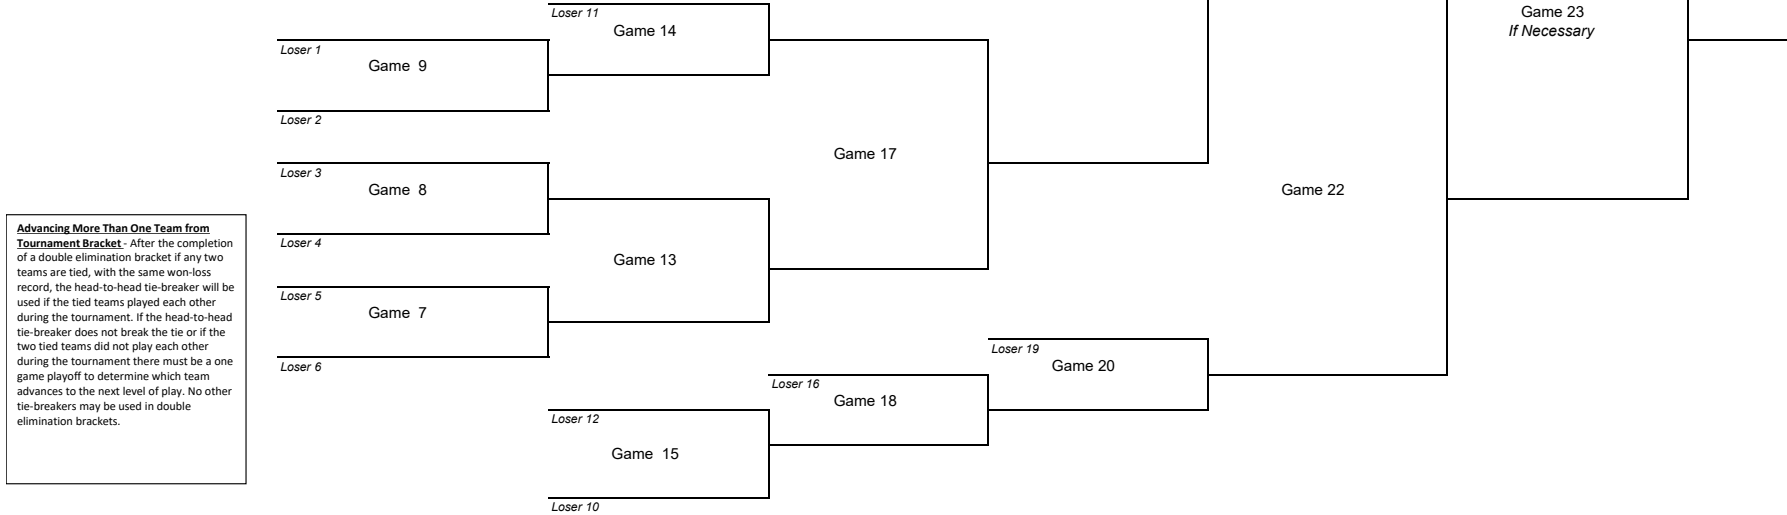 Loser 11
Game 14
Game 23
If Necessary
Loser 1
Game 9
Loser 2
Game 17
Loser 3
Game 8
Game 22
Loser 4
Game 13
Loser 5
Game 7
Loser 6
Loser 19
Game 20
Loser 16
Game 18
Loser 12
Game 15
Loser 10
Advancing More Than One Team from
Tournament Bracket - After the completion
of a double elimination bracket if any two
teams are tied, with the same won-loss
record, the head-to-head tie-breaker will be
used if the tied teams played each other
during the tournament. If the head-to-head
tie-breaker does not break the tie or if the
two tied teams did not play each other
during the tournament there must be a one
game playoff to determine which team
advances to the next level of play. No other
tie-breakers may be used in double
elimination brackets.